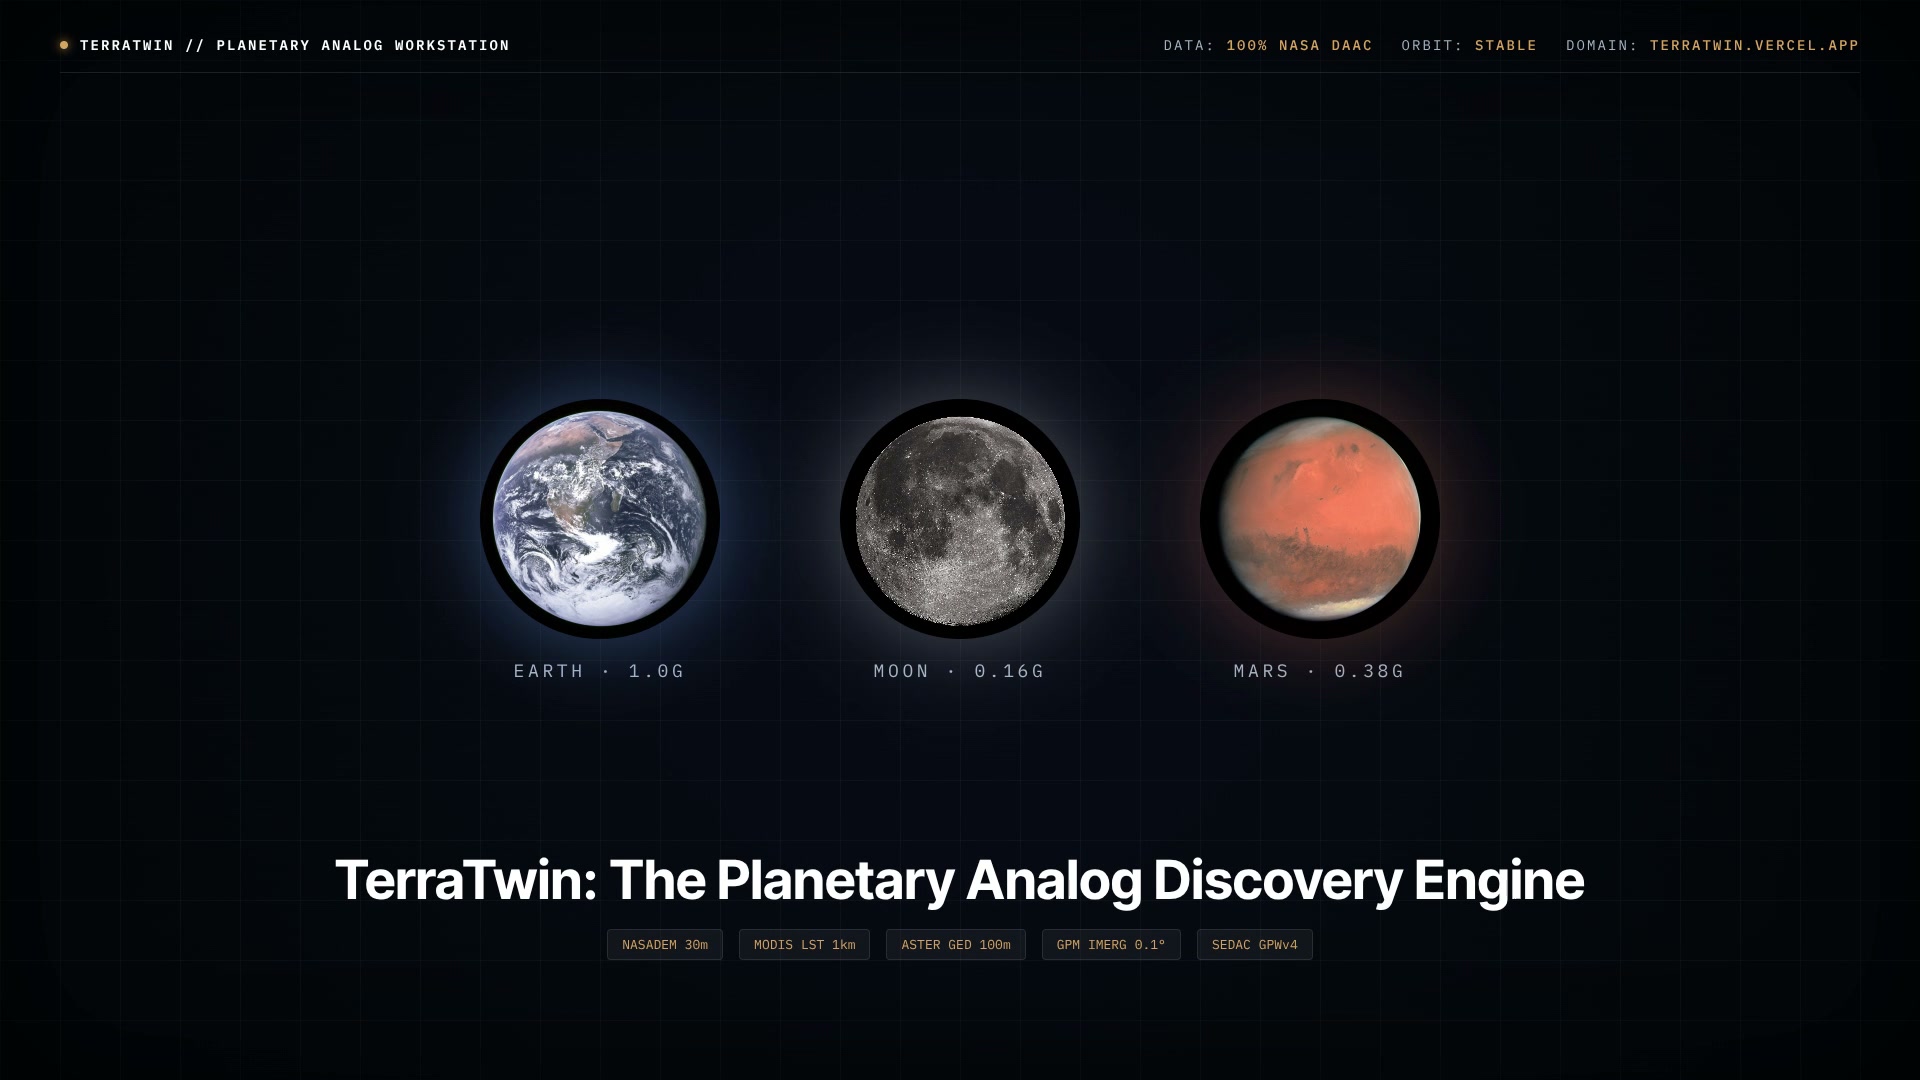 TERRATWIN // PLANETARY ANALOG WORKSTATION
DATA: 100% NASA DAAC ORBIT: STABLE DOMAIN: TERRATWIN.VERCEL.APP
EARTH · 1.0G
MOON · 0.16G
MARS · 0.38G
TerraTwin: The Planetary Analog Discovery Engine
NASADEM 30m
MODIS LST 1km
ASTER GED 100m
GPM IMERG 0.1°
SEDAC GPWv4